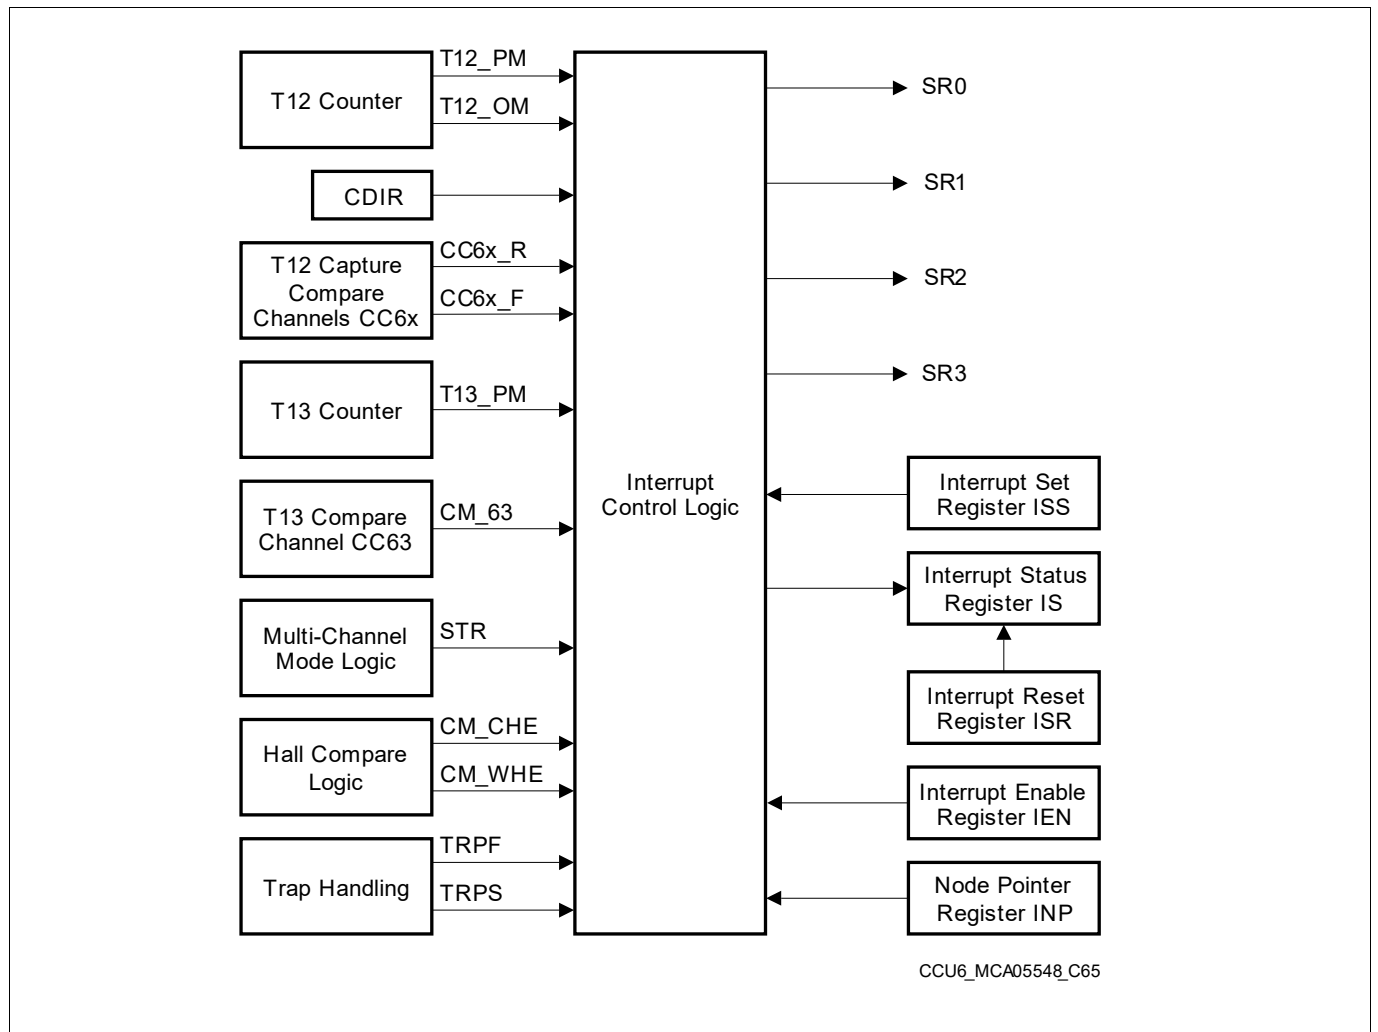 T12 Counter
T12_PM
T12_OM
CDIR
T12 Capture
Compare
Channels CC6x
CC6x_R
CC6x_F
T13 Counter
T13_PM
T13 Compare
Channel CC63
CM_63
Multi-Channel
Mode Logic
STR
Hall Compare
Logic
CM_CHE
CM_WHE
Trap Handling
TRPF
TRPS
Interrupt
Control Logic
SR0
SR1
SR2
SR3
Interrupt Set
Register ISS
Interrupt Status
Register IS
Interrupt Reset
Register ISR
Interrupt Enable
Register IEN
Node Pointer
Register INP
CCU6_MCA05548_C65